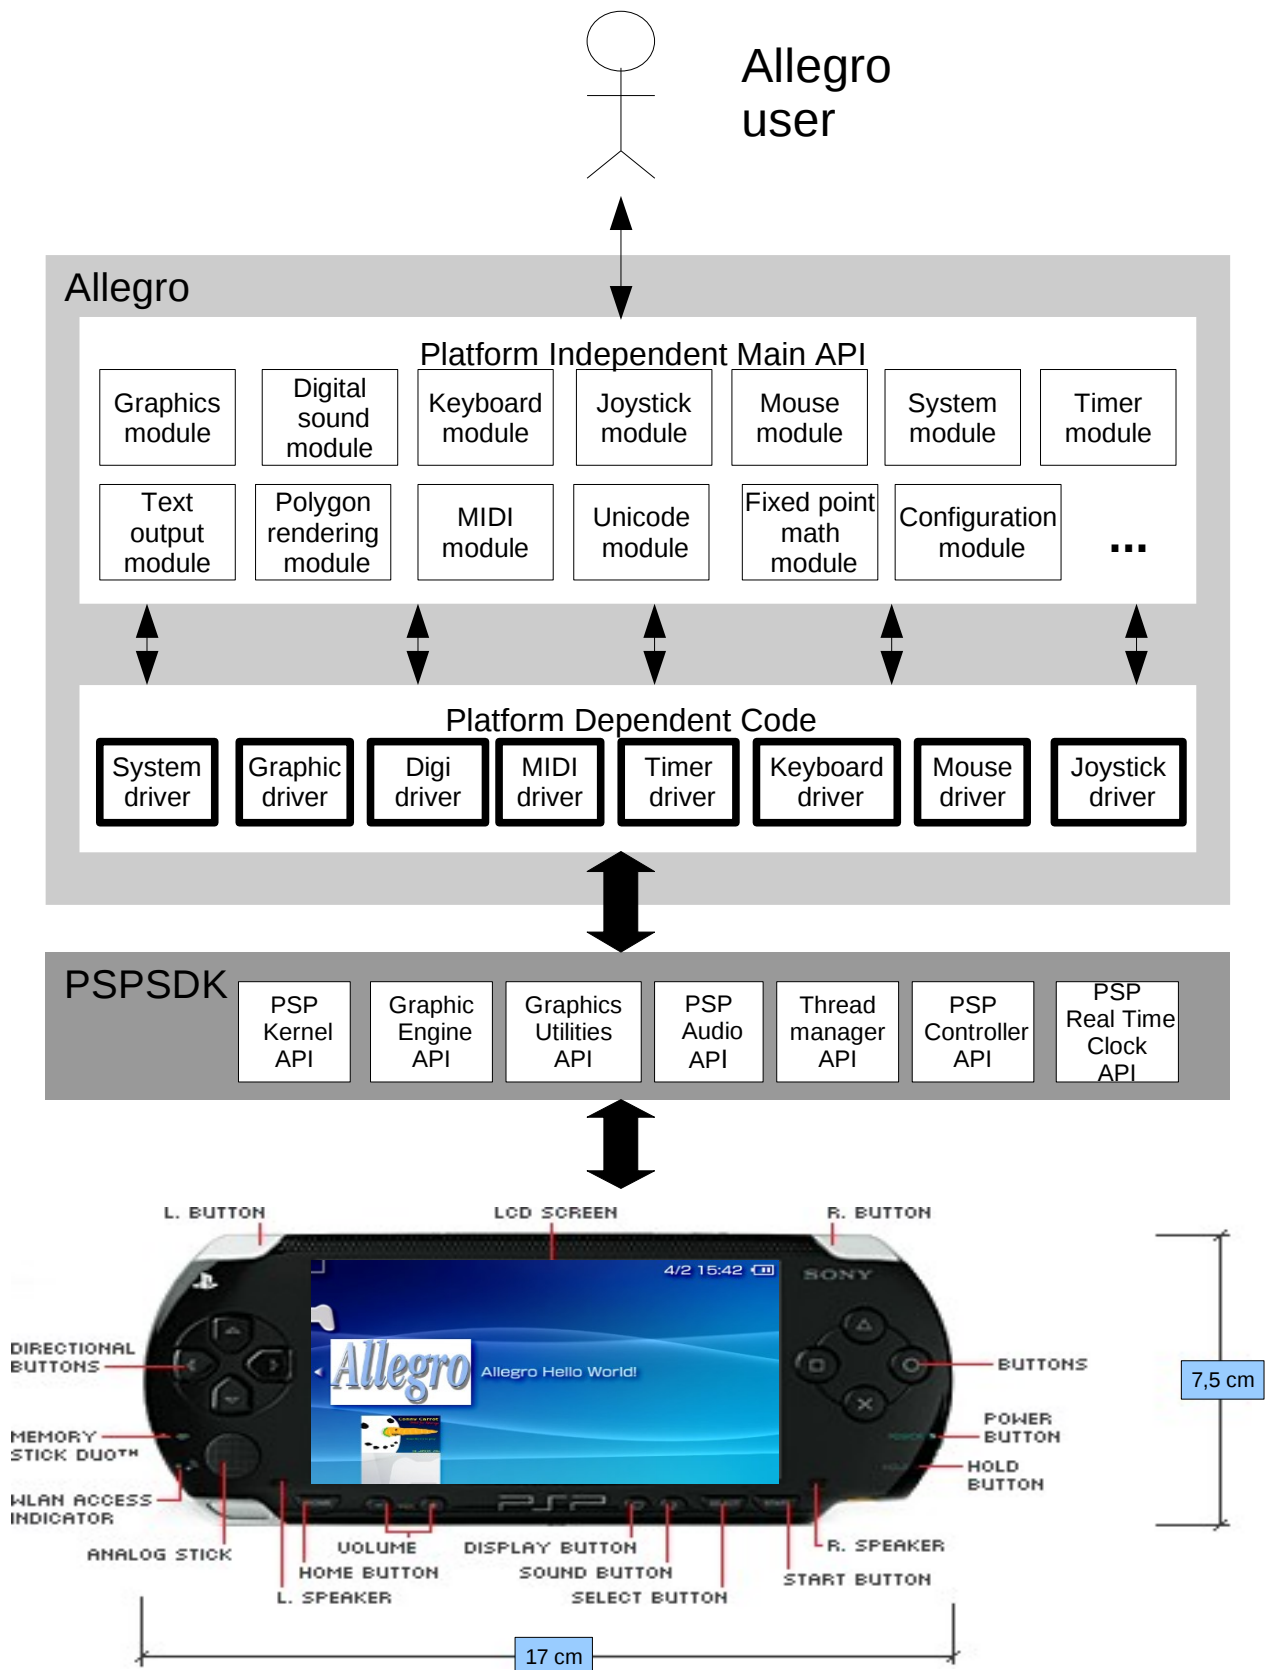 Allegro
user
Allegro
Platform Independent Main API
Graphics
module
Digital
sound
module
Keyboard
module
Joystick
module
Mouse
module
System
module
Timer
module
Text
output
module
Polygon
rendering
module
MIDI
module
Unicode
module
Fixed point
math
module
Configuration
module
...
Platform Dependent Code
System
driver
Graphic
driver
Digi
driver
MIDI
driver
Timer
driver
Keyboard
driver
Mouse
driver
Joystick
driver
PSPSDK
PSP
Kernel
API
Graphic
Engine
API
Graphics
Utilities
API
PSP
Audio
API
Thread
manager
API
PSP
Controller
API
PSP
Real Time
Clock
API
L. BUTTON
LCD SCREEN
R. BUTTON
4/2 15:42
SONY
DIRECTIONAL
BUTTONS
Allegro
Allegro Hello World!
BUTTONS
7,5 cm
MEMORY
STICK DUO™
POWER
BUTTON
HOLD
BUTTON
WLAN ACCESS
INDICATOR
PSP
ANALOG STICK
VOLUME
DISPLAY BUTTON
R. SPEAKER
HOME BUTTON
SOUND BUTTON
START BUTTON
L. SPEAKER
SELECT BUTTON
17 cm